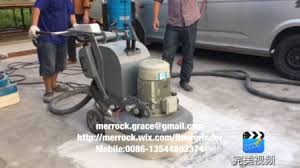 merrock.grace@gmail.com
http://merrock.wix.com/floorgrinder
Mobile:0086-13544893374
完美视频